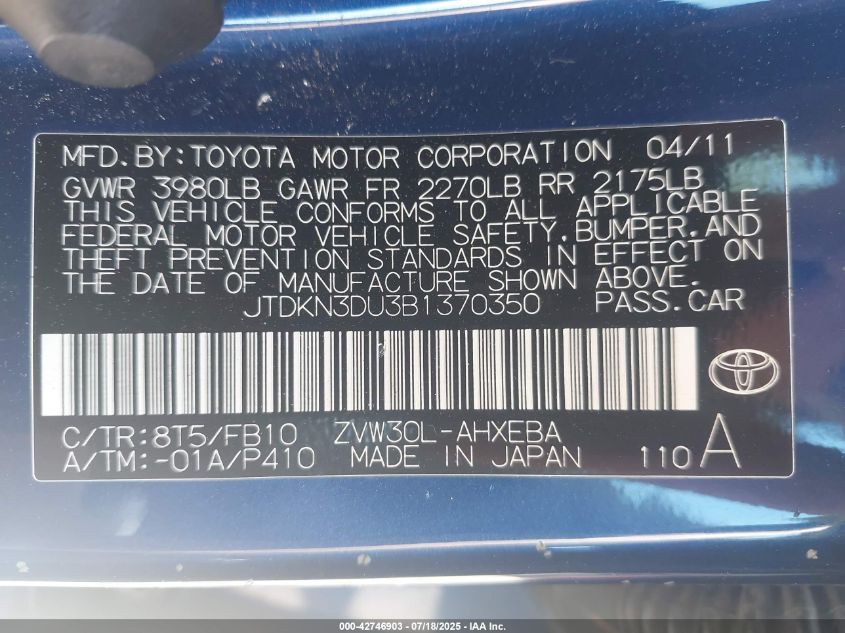 MFD.BY:TOYOTA MOTOR CORPORATION 04/11
GVWR 3980LB GAWR FR 2270LB RR 2175LB
THIS VEHICLE CONFORMS TO ALL APPLICABLE
FEDERAL MOTOR VEHICLE SAFETY,BUMPER,AND
THEFT PREVENTION STANDARDS IN EFFECT ON
THE DATE OF MANUFACTURE SHOWN ABOVE.
JTDKN3DU3B1370350 PASS.CAR
C/TR:8T5/FB10 ZVW30L-AHXEBA
A/TM:-01A/P410 MADE IN JAPAN 110 A
000-42746903 - 07/18/2025 - IAA Inc.